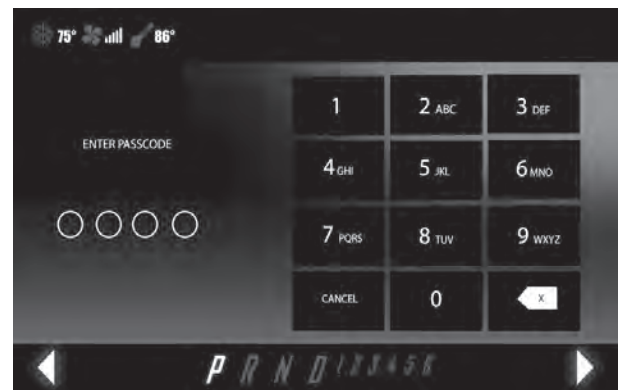 75° 86°
ENTER PASSCODE
1 2 ABC 3 DEF
4 GHI 5 JKL 6 MNO
7 PQRS 8 TUV 9 WXYZ
CANCEL 0 X
P R N D 1 2 3 4 5 6